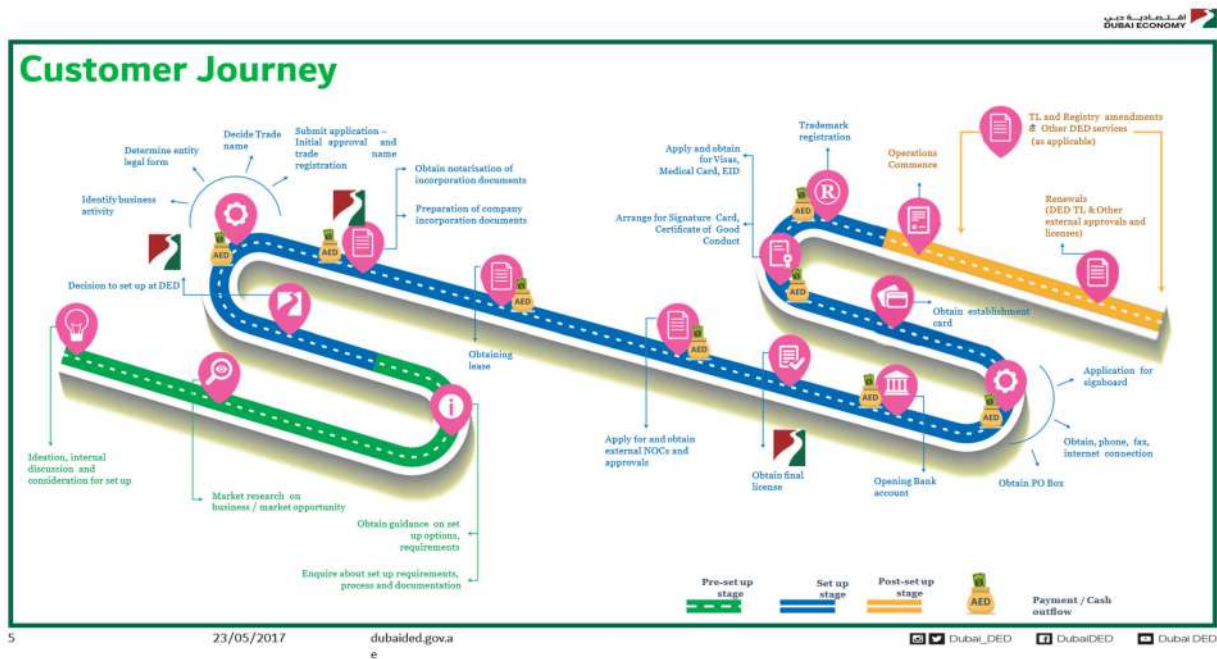 اقتصادية دبي
DUBAI ECONOMY
Customer Journey
Decide Trade
name
Submit application –
Initial approval and
trade name
registration
Determine entity
legal form
Identify business
activity
Obtain notarisation of
incorporation documents
Preparation of company
incorporation documents
Decision to set up at DED
AED
AED
Obtaining
lease
AED
Ideation, internal
discussion and
consideration for set up
Market research on
business / market opportunity
i
Obtain guidance on set
up options,
requirements
Enquire about set up requirements,
process and documentation
Apply for and obtain
external NOCs and
approvals
AED
Obtain final
license
AED
Opening Bank
account
AED
Application for
signboard
Obtain, phone, fax,
internet connection
Obtain PO Box
Obtain establishment
card
Apply and obtain
for Visas,
Medical Card, EID
Arrange for Signature Card,
Certificate of Good
Conduct
AED
AED
Trademark
registration
R
Operations
Commence
TL and Registry amendments
& Other DED services
(as applicable)
Renewals
(DED TL & Other
external approvals and
licenses)
Pre-set up
stage
Set up
stage
Post-set up
stage
AED
Payment / Cash
outflow
5
23/05/2017
dubaided.gov.a
e
Dubai_DED
DubaiDED
Dubai DED